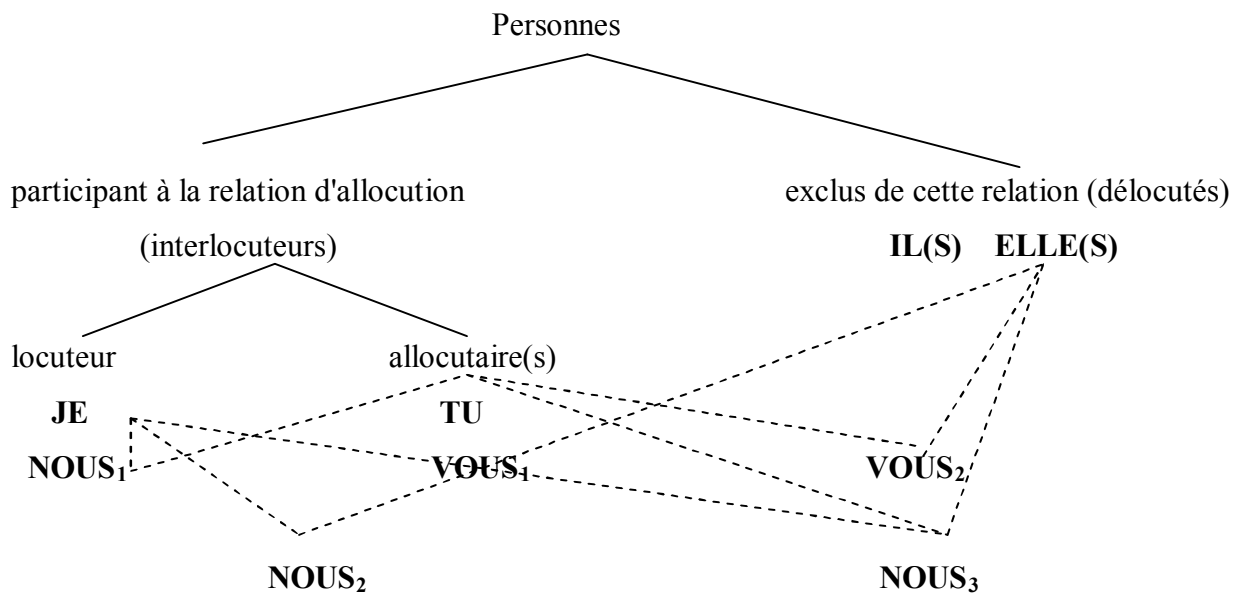 Personnes
participant à la relation d'allocution exclus de cette relation (délocutés)
(interlocuteurs) IL(S) ELLE(S)
locuteur allocutaire(s)
JE TU
NOUS₁ VOUS₁ VOUS₂
NOUS₂ NOUS₃